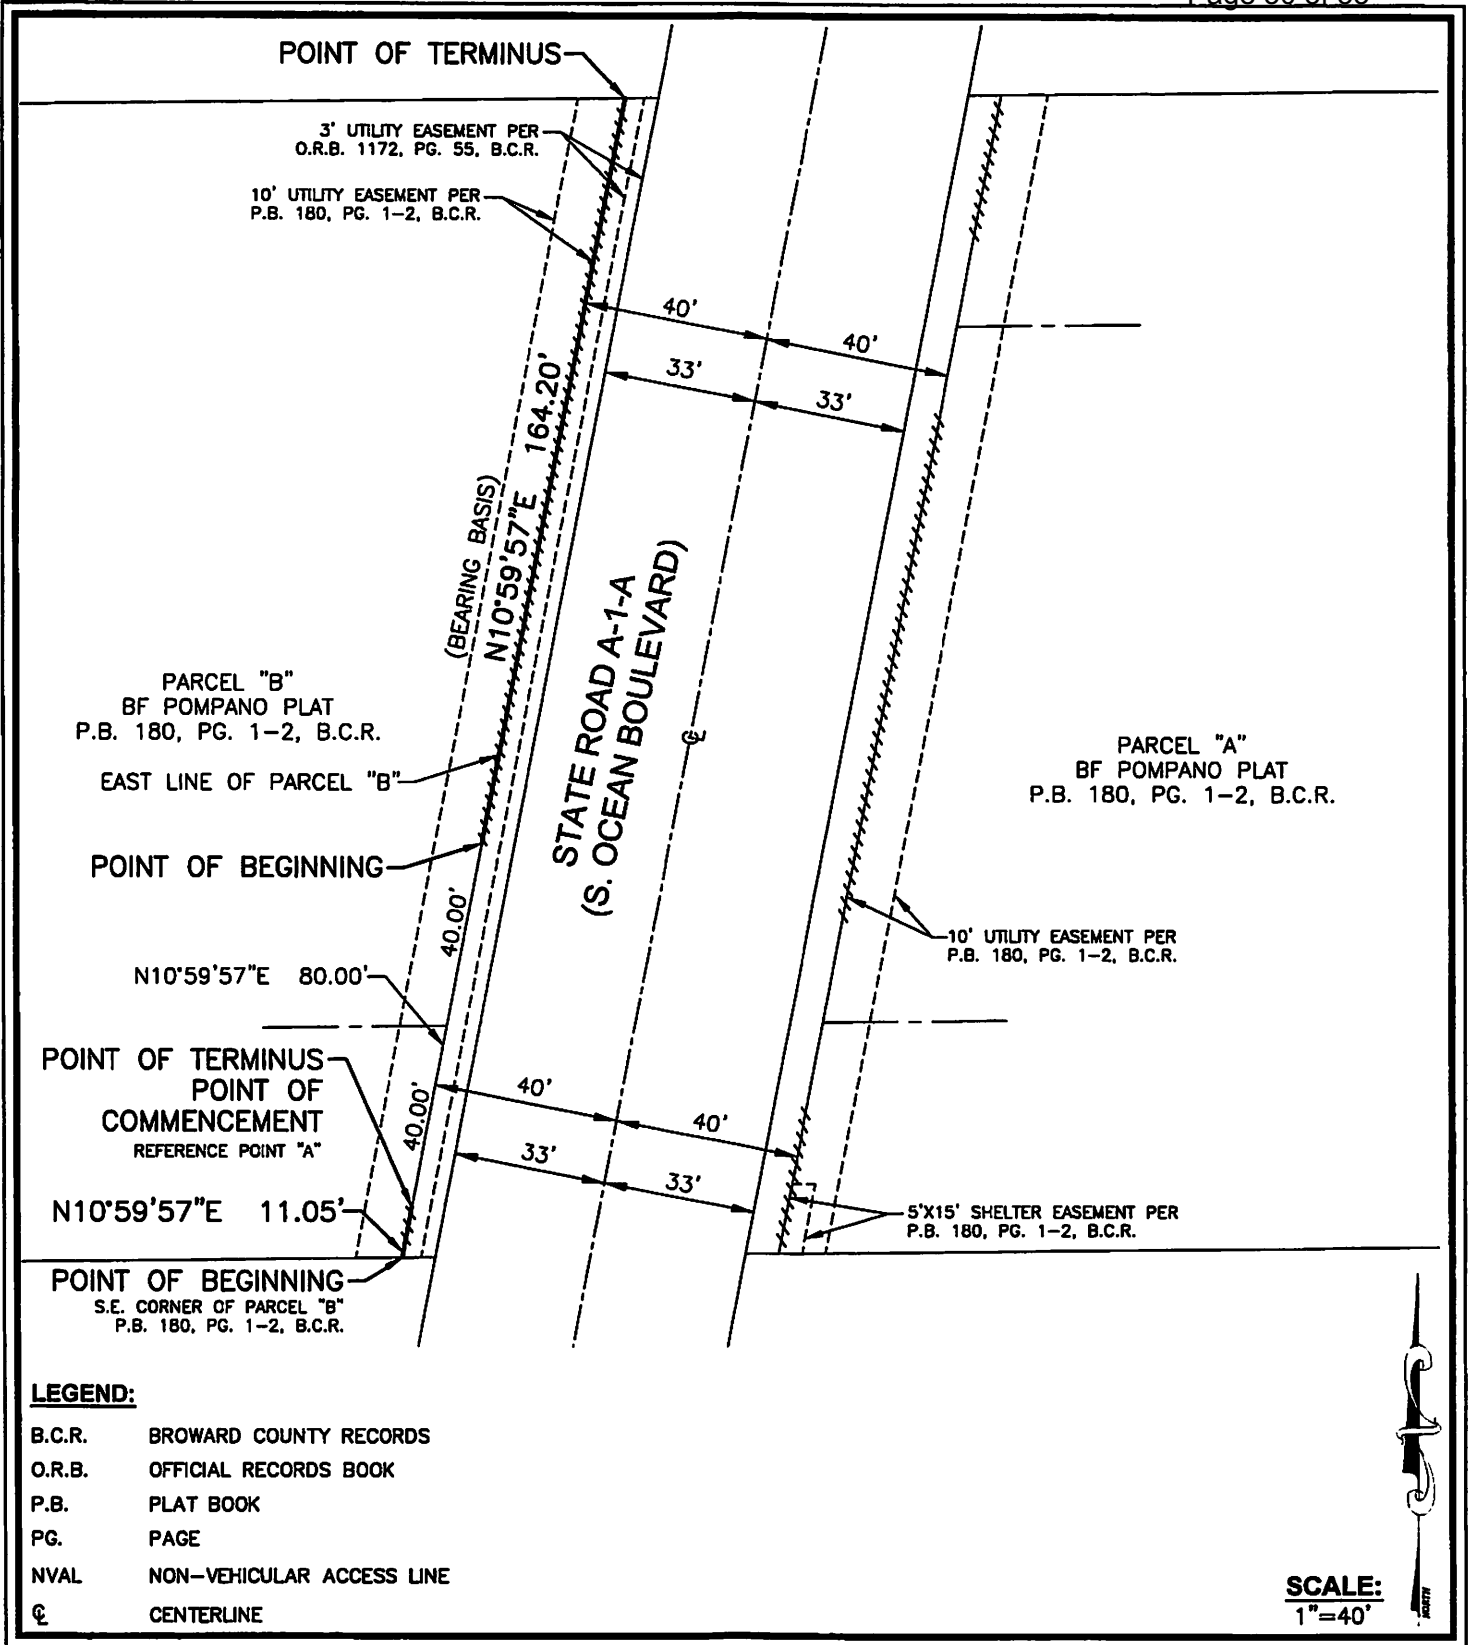 POINT OF TERMINUS
3' UTILITY EASEMENT PER
O.R.B. 1172, PG. 55, B.C.R.
10' UTILITY EASEMENT PER
P.B. 180, PG. 1-2, B.C.R.
40'
40'
33'
33'
(BEARING BASIS)
N10°59'57"E 164.20'
STATE ROAD A-1-A
(S. OCEAN BOULEVARD)
PARCEL "B"
BF POMPANO PLAT
P.B. 180, PG. 1-2, B.C.R.
EAST LINE OF PARCEL "B"
POINT OF BEGINNING
PARCEL "A"
BF POMPANO PLAT
P.B. 180, PG. 1-2, B.C.R.
40.00'
10' UTILITY EASEMENT PER
P.B. 180, PG. 1-2, B.C.R.
N10°59'57"E 80.00'
POINT OF TERMINUS
POINT OF
COMMENCEMENT
REFERENCE POINT "A"
40.00'
40'
40'
33'
33'
N10°59'57"E 11.05'
5'X15' SHELTER EASEMENT PER
P.B. 180, PG. 1-2, B.C.R.
POINT OF BEGINNING
S.E. CORNER OF PARCEL "B"
P.B. 180, PG. 1-2, B.C.R.
LEGEND:
B.C.R. BROWARD COUNTY RECORDS
O.R.B. OFFICIAL RECORDS BOOK
P.B. PLAT BOOK
PG. PAGE
NVAL NON-VEHICULAR ACCESS LINE
℄ CENTERLINE
SCALE:
1"=40'
NORTH